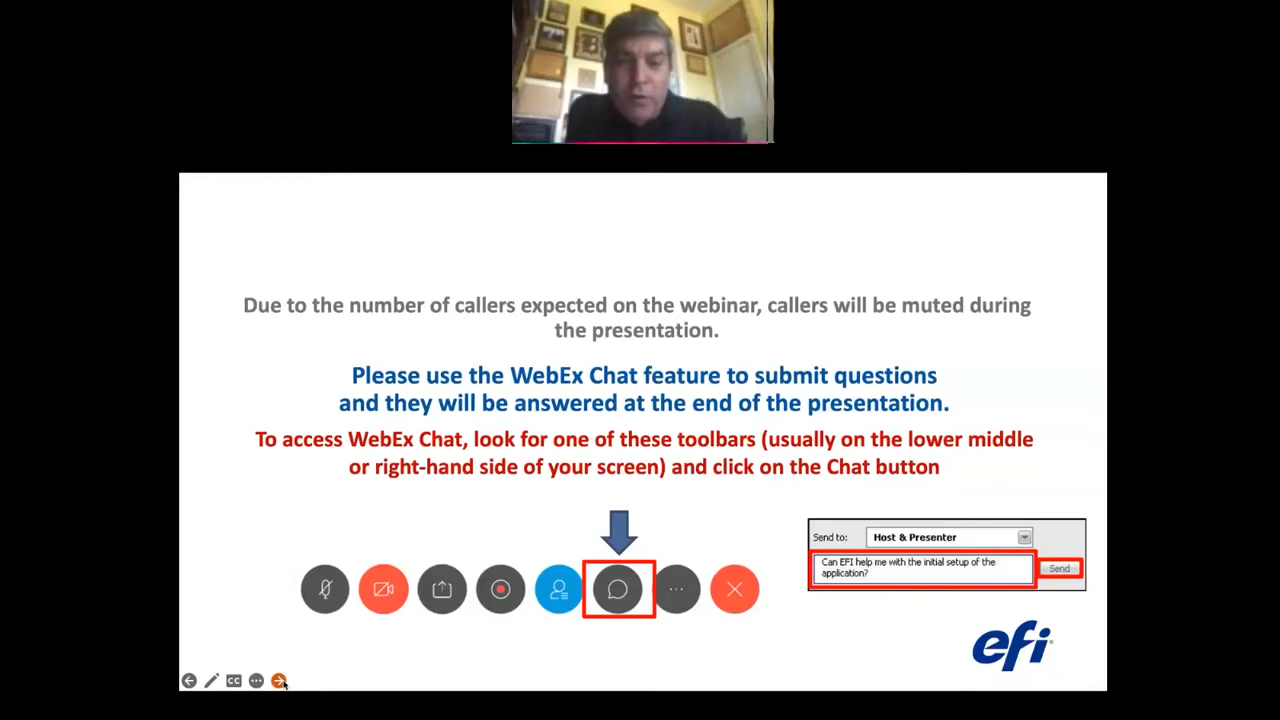 Due to the number of callers expected on the webinar, callers will be muted during
the presentation.
Please use the WebEx Chat feature to submit questions
and they will be answered at the end of the presentation.
To access WebEx Chat, look for one of these toolbars (usually on the lower middle
or right-hand side of your screen) and click on the Chat button
Send to: Host & Presenter
Can EFI help me with the initial setup of the
application?
Send
efi
CC